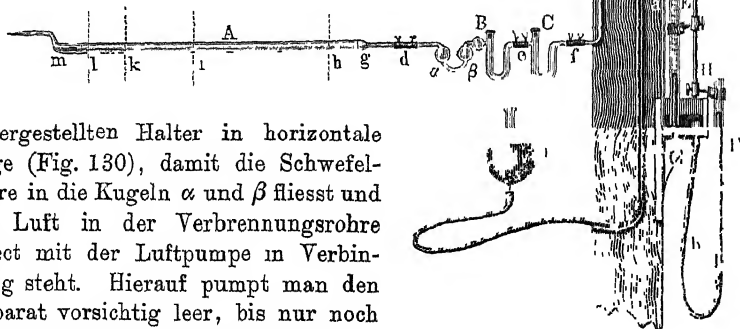 A
B
C
E
H
m
l
k
i
h
g
d
α
β
e
f
ergestellten Halter in horizontale
ge (Fig. 130), damit die Schwefel-
re in die Kugeln α und β fliesst und
Luft in der Verbrennungsrohre
ect mit der Luftpumpe in Verbin-
g steht. Hierauf pumpt man den
parat vorsichtig leer, bis nur noch
G
h